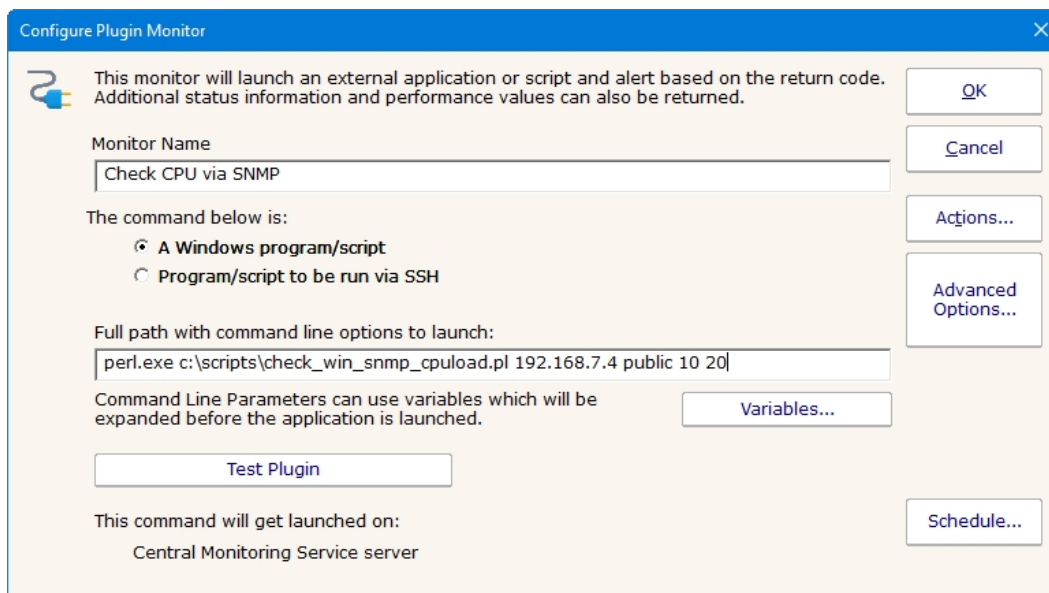 Configure Plugin Monitor
This monitor will launch an external application or script and alert based on the return code.
Additional status information and performance values can also be returned.
OK
Monitor Name
Cancel
Check CPU via SNMP
The command below is:
Actions...
A Windows program/script
Program/script to be run via SSH
Advanced
Options...
Full path with command line options to launch:
perl.exe c:\scripts\check_win_snmp_cpuload.pl 192.168.7.4 public 10 20
Command Line Parameters can use variables which will be
expanded before the application is launched.
Variables...
Test Plugin
This command will get launched on:
Schedule...
Central Monitoring Service server